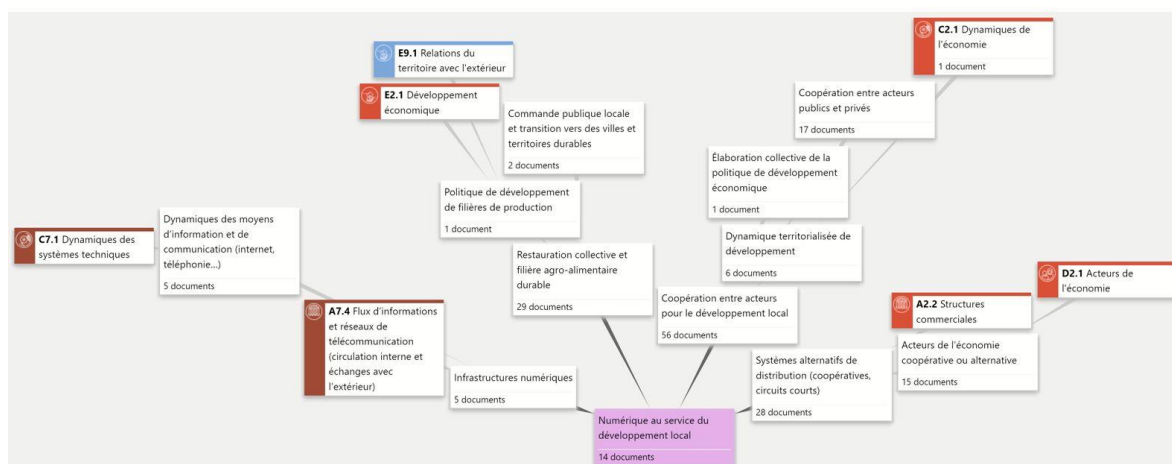 C2.1 Dynamiques de
l'économie
1 document
E9.1 Relations du
territoire avec l'extérieur
E2.1 Développement
économique
Coopération entre acteurs
publics et privés
17 documents
Commande publique locale
et transition vers des villes et
territoires durables
2 documents
Élaboration collective de la
politique de développement
économique
1 document
Politique de développement
de filières de production
1 document
Dynamiques des moyens
d'information et de
communication (internet,
téléphonie...)
5 documents
C7.1 Dynamiques des
systèmes techniques
Dynamique territorialisée de
développement
6 documents
Restauration collective et
filière agro-alimentaire
durable
29 documents
D2.1 Acteurs de
l'économie
Coopération entre acteurs
pour le développement local
56 documents
A2.2 Structures
commerciales
A7.4 Flux d'informations
et réseaux de
télécommunication
(circulation interne et
échanges avec
l'extérieur)
Acteurs de l'économie
coopérative ou alternative
15 documents
Systèmes alternatifs de
distribution (coopératives,
circuits courts)
28 documents
Infrastructures numériques
5 documents
Numérique au service du
développement local
14 documents